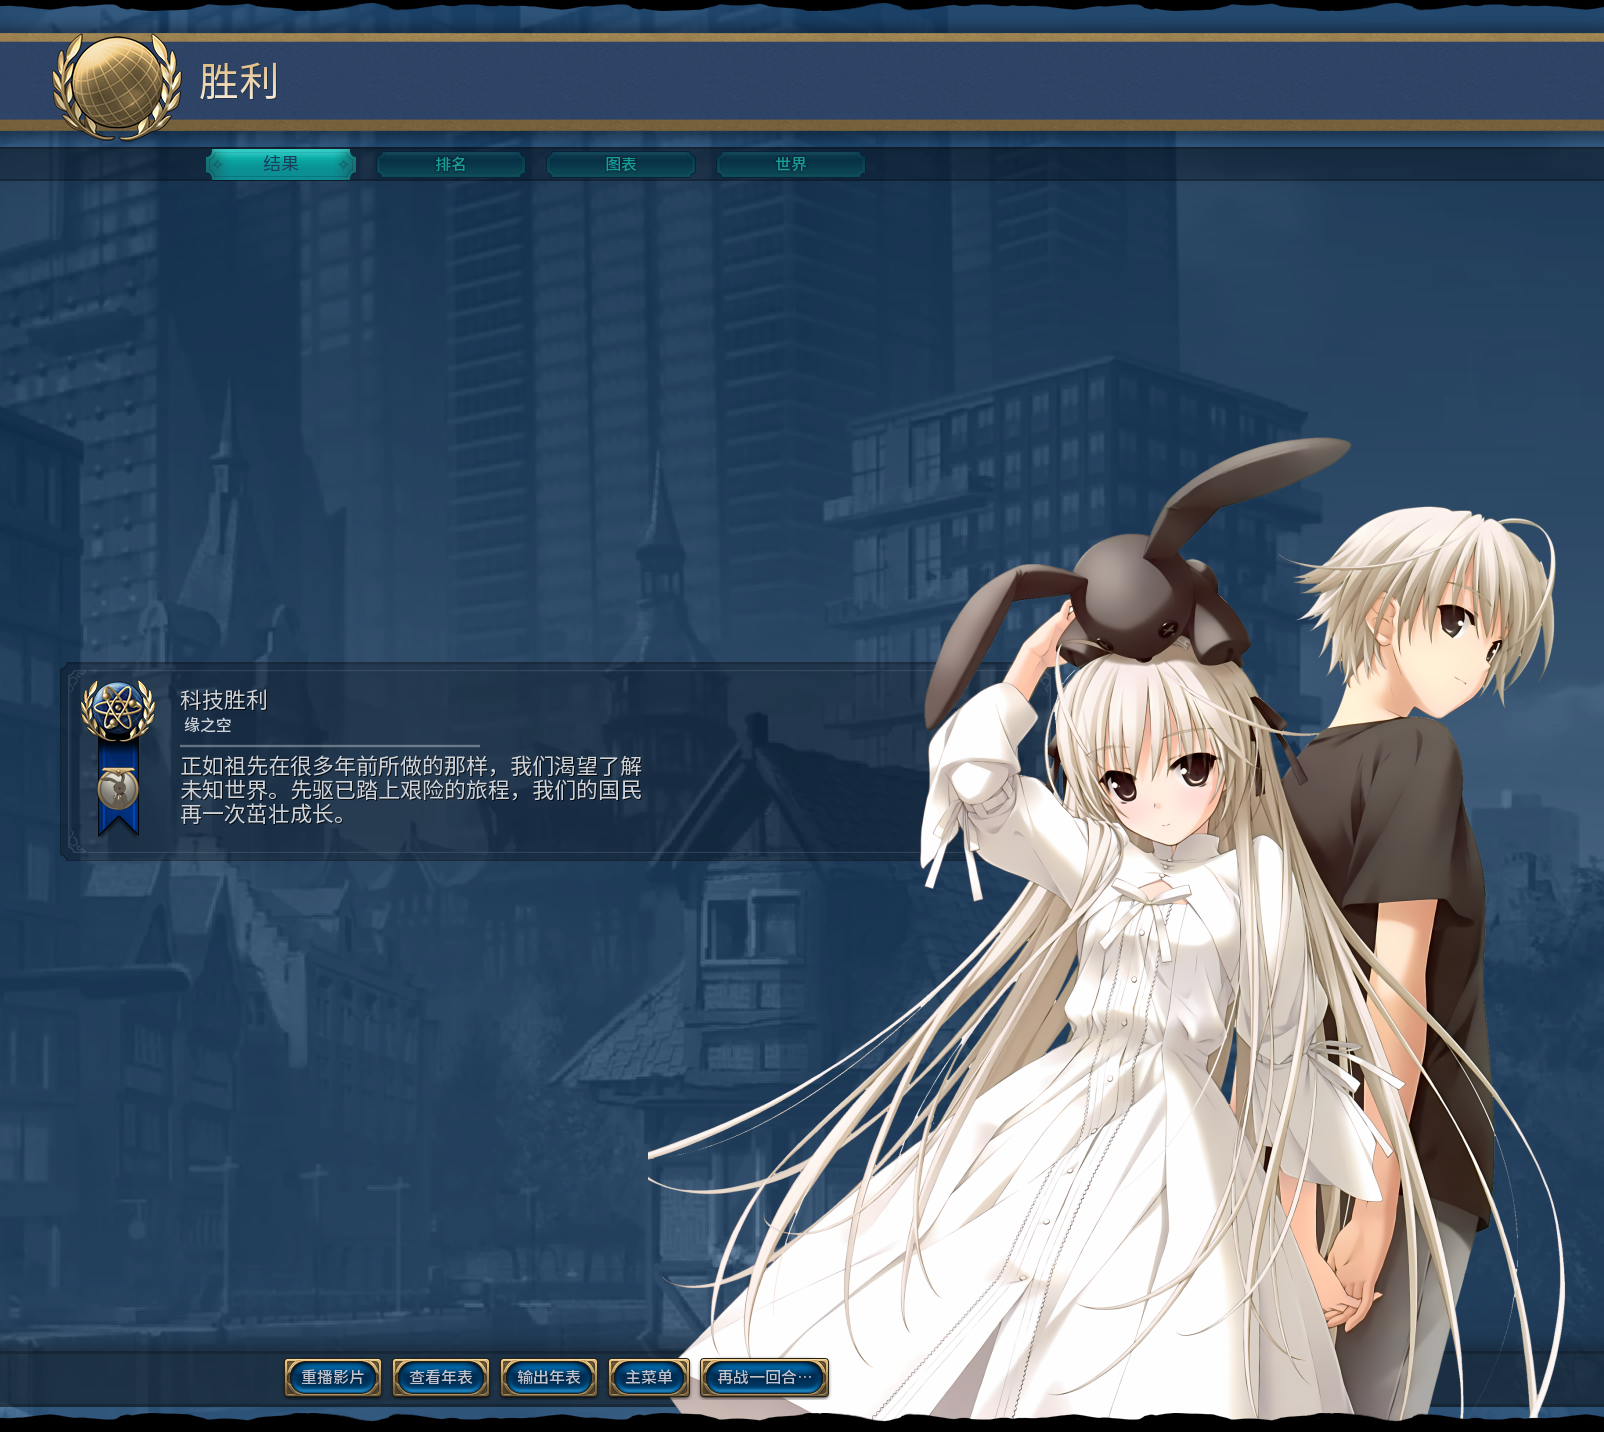 胜利
结果
排名
图表
世界
科技胜利
缘之空
正如祖先在很多年前所做的那样，我们渴望了解
未知世界。先驱已踏上艰险的旅程，我们的国民
再一次茁壮成长。
重播影片
查看年表
输出年表
主菜单
再战一回合…